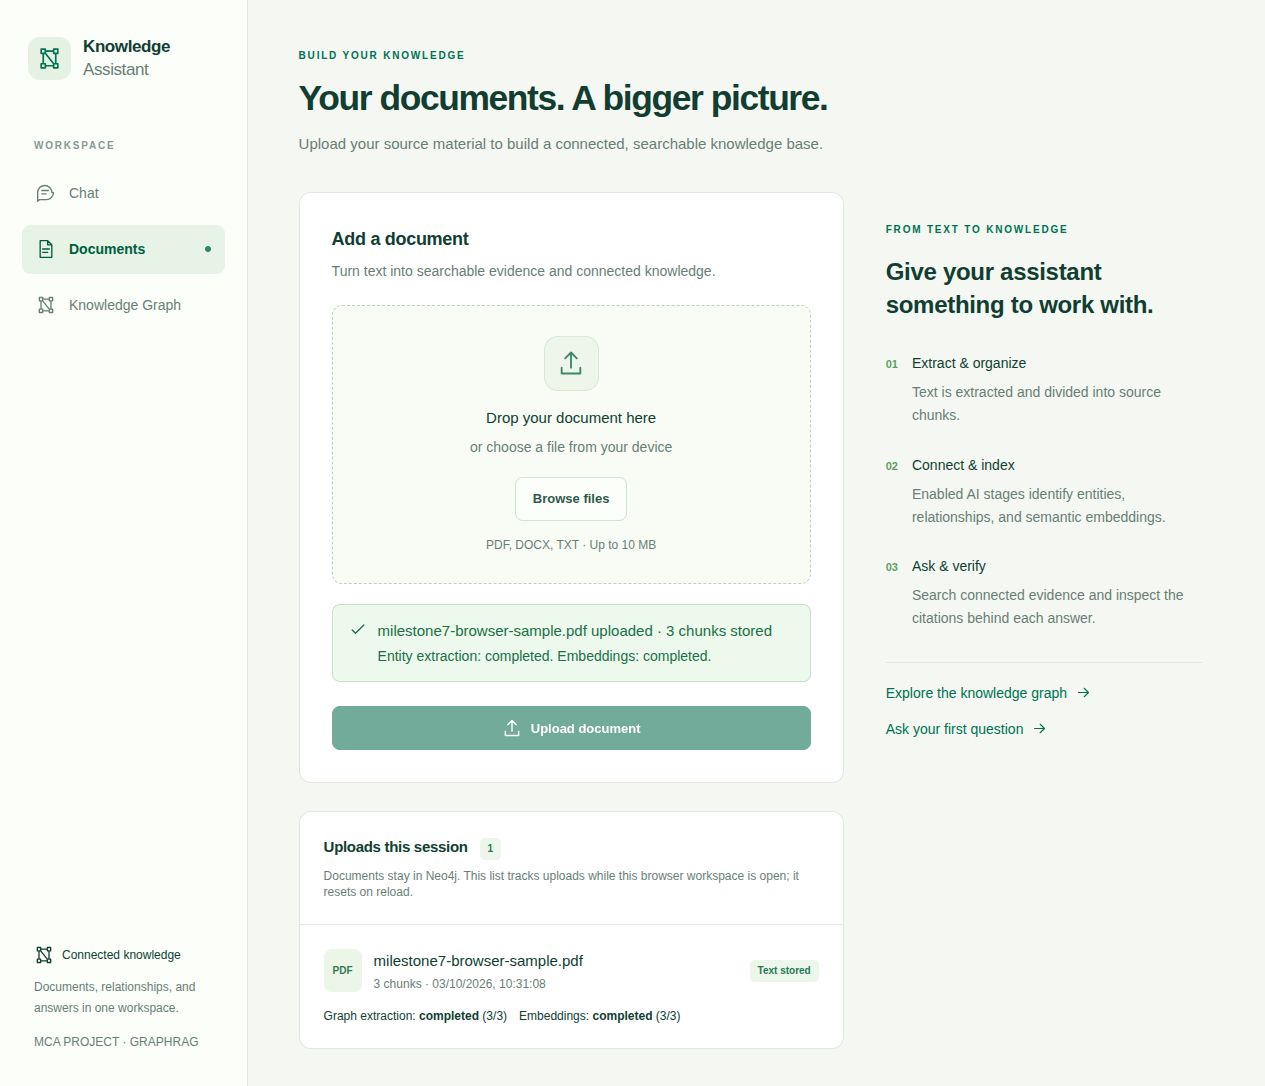 Knowledge
Assistant
WORKSPACE
Chat
Documents
Knowledge Graph
Connected knowledge
Documents, relationships, and
answers in one workspace.
MCA PROJECT · GRAPHRAG
BUILD YOUR KNOWLEDGE
Your documents. A bigger picture.
Upload your source material to build a connected, searchable knowledge base.
Add a document
Turn text into searchable evidence and connected knowledge.
Drop your document here
or choose a file from your device
Browse files
PDF, DOCX, TXT · Up to 10 MB
milestone7-browser-sample.pdf uploaded · 3 chunks stored
Entity extraction: completed. Embeddings: completed.
Upload document
Uploads this session 1
Documents stay in Neo4j. This list tracks uploads while this browser workspace is open; it
resets on reload.
PDF
milestone7-browser-sample.pdf
3 chunks · 03/10/2026, 10:31:08
Text stored
Graph extraction: completed (3/3) Embeddings: completed (3/3)
FROM TEXT TO KNOWLEDGE
Give your assistant
something to work with.
01 Extract & organize
Text is extracted and divided into source
chunks.
02 Connect & index
Enabled AI stages identify entities,
relationships, and semantic embeddings.
03 Ask & verify
Search connected evidence and inspect the
citations behind each answer.
Explore the knowledge graph →
Ask your first question →